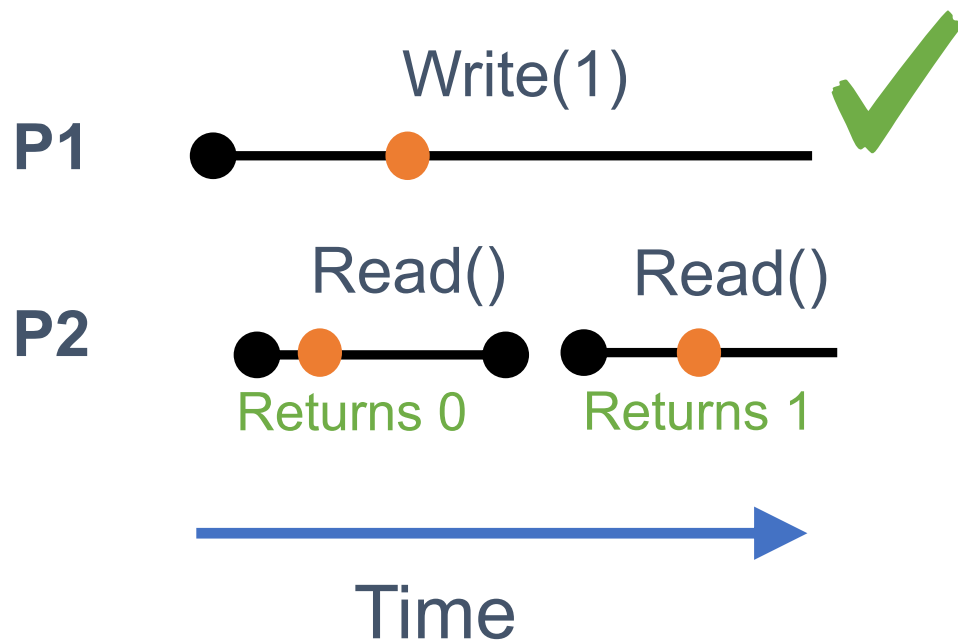 Write(1)
P1
Read() Read()
P2
Returns 0 Returns 1
Time